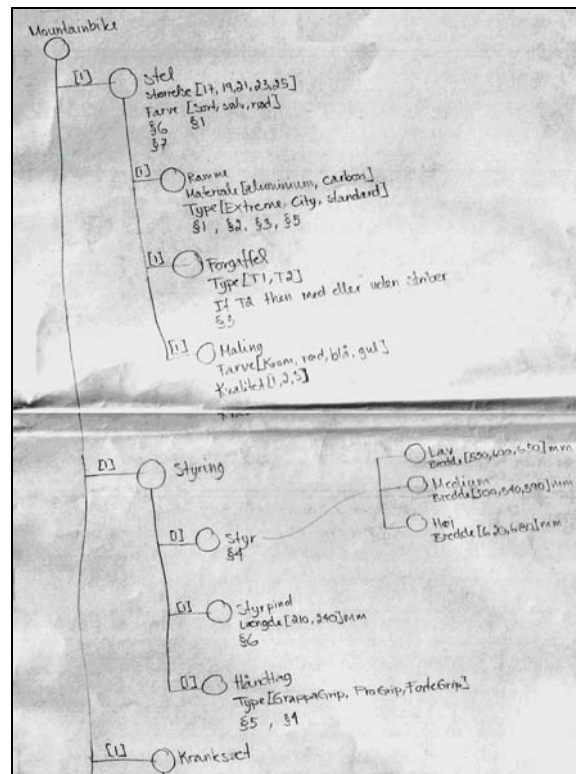 Mountainbike
[1] Stel
Størrelse [17, 19, 21, 23, 25]
Farve [Sort, sølv, rød]
§6 §1
§7
[1] Ramme
Materiale [aluminium, carbon]
Type [Extreme, City, standard]
§1, §2, §3, §5
[1] Forgaffel
Type [T1, T2]
If T2 then med eller uden striber
§3
[1] Maling
Farve [Krom, rød, blå, gul]
Kvalitet [1, 2, 3]
[1] Styring
Lav
Bredde [550, 600, 650] mm
Medium
Bredde [500, 540, 590] mm
Høj
Bredde [620, 680] mm
[1] Styr
§4
[1] Styrpind
Længde [210, 240] mm
§6
[1] Håndtag
Type [GrappaGrip, ProGrip, ForteGrip]
§5, §4
[1] Kranksæt